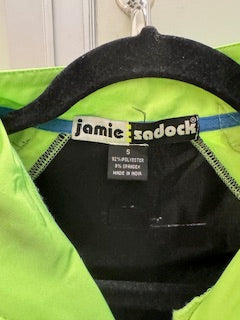 jamie sadock®
S
92% POLYESTER
8% SPANDEX
MADE IN INDIA